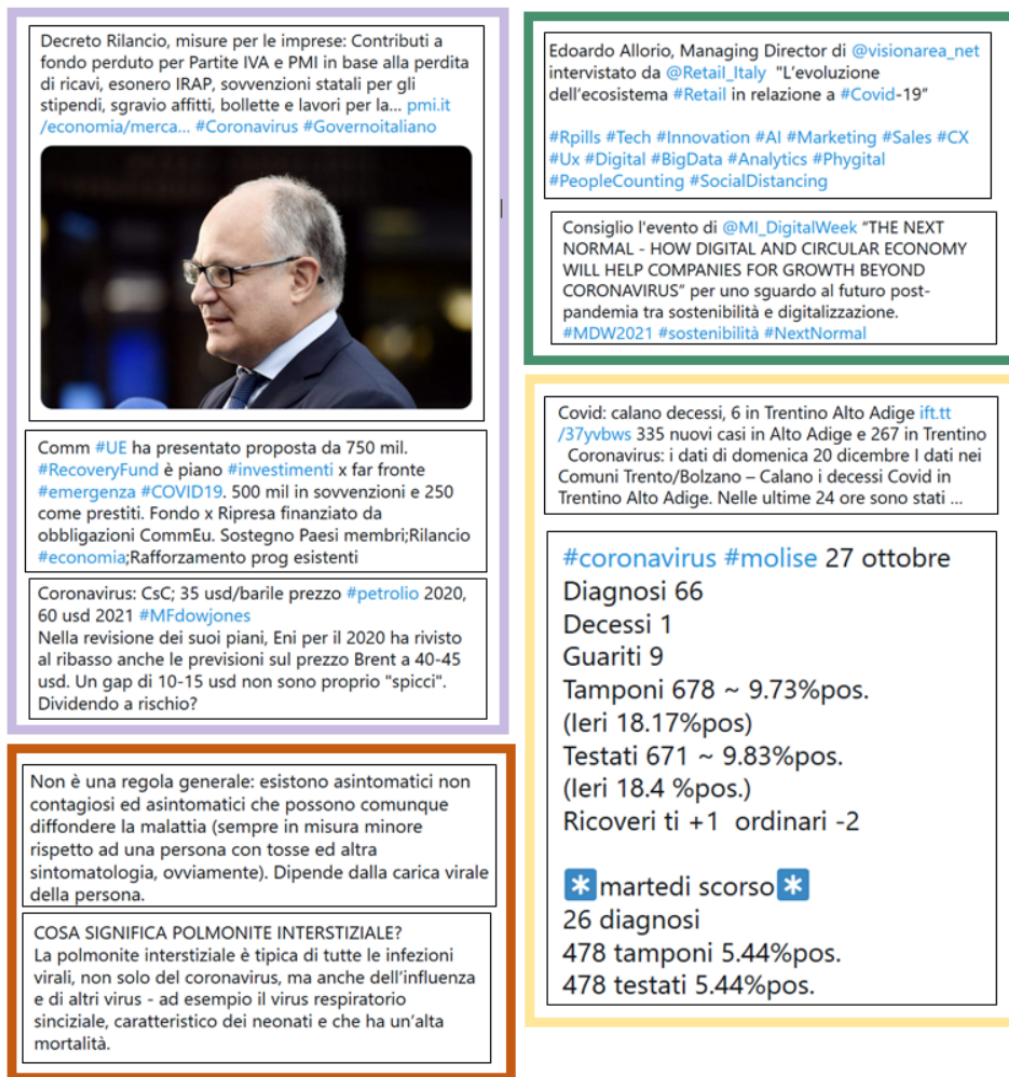 Decreto Rilancio, misure per le imprese: Contributi a
fondo perduto per Partite IVA e PMI in base alla perdita
di ricavi, esonero IRAP, sovvenzioni statali per gli
stipendi, sgravio affitti, bollette e lavori per la... pmi.it
/economia/merca... #Coronavirus #Governoitaliano
Comm #UE ha presentato proposta da 750 mil.
#RecoveryFund è piano #investimenti x far fronte
#emergenza #COVID19. 500 mil in sovvenzioni e 250
come prestiti. Fondo x Ripresa finanziato da
obbligazioni CommEu. Sostegno Paesi membri;Rilancio
#economia;Rafforzamento prog esistenti
Coronavirus: CsC; 35 usd/barile prezzo #petrolio 2020,
60 usd 2021 #MFdowjones
Nella revisione dei suoi piani, Eni per il 2020 ha rivisto
al ribasso anche le previsioni sul prezzo Brent a 40-45
usd. Un gap di 10-15 usd non sono proprio "spicci".
Dividendo a rischio?
Non è una regola generale: esistono asintomatici non
contagiosi ed asintomatici che possono comunque
diffondere la malattia (sempre in misura minore
rispetto ad una persona con tosse ed altra
sintomatologia, ovviamente). Dipende dalla carica virale
della persona.
COSA SIGNIFICA POLMONITE INTERSTIZIALE?
La polmonite interstiziale è tipica di tutte le infezioni
virali, non solo del coronavirus, ma anche dell'influenza
e di altri virus - ad esempio il virus respiratorio
sinciziale, caratteristico dei neonati e che ha un'alta
mortalità.
Edoardo Allorio, Managing Director di @visionarea_net
intervistato da @Retail_Italy "L'evoluzione
dell'ecosistema #Retail in relazione a #Covid-19"
#Rpills #Tech #Innovation #AI #Marketing #Sales #CX
#Ux #Digital #BigData #Analytics #Phygital
#PeopleCounting #SocialDistancing
Consiglio l'evento di @MI_DigitalWeek "THE NEXT
NORMAL - HOW DIGITAL AND CIRCULAR ECONOMY
WILL HELP COMPANIES FOR GROWTH BEYOND
CORONAVIRUS" per uno sguardo al futuro post-
pandemia tra sostenibilità e digitalizzazione.
#MDW2021 #sostenibilità #NextNormal
Covid: calano decessi, 6 in Trentino Alto Adige ift.tt
/37yvbws 335 nuovi casi in Alto Adige e 267 in Trentino
Coronavirus: i dati di domenica 20 dicembre I dati nei
Comuni Trento/Bolzano – Calano i decessi Covid in
Trentino Alto Adige. Nelle ultime 24 ore sono stati ...
#coronavirus #molise 27 ottobre
Diagnosi 66
Decessi 1
Guariti 9
Tamponi 678 ~ 9.73%pos.
(Ieri 18.17%pos)
Testati 671 ~ 9.83%pos.
(Ieri 18.4 %pos.)
Ricoveri ti +1 ordinari -2
✱ martedi scorso ✱
26 diagnosi
478 tamponi 5.44%pos.
478 testati 5.44%pos.